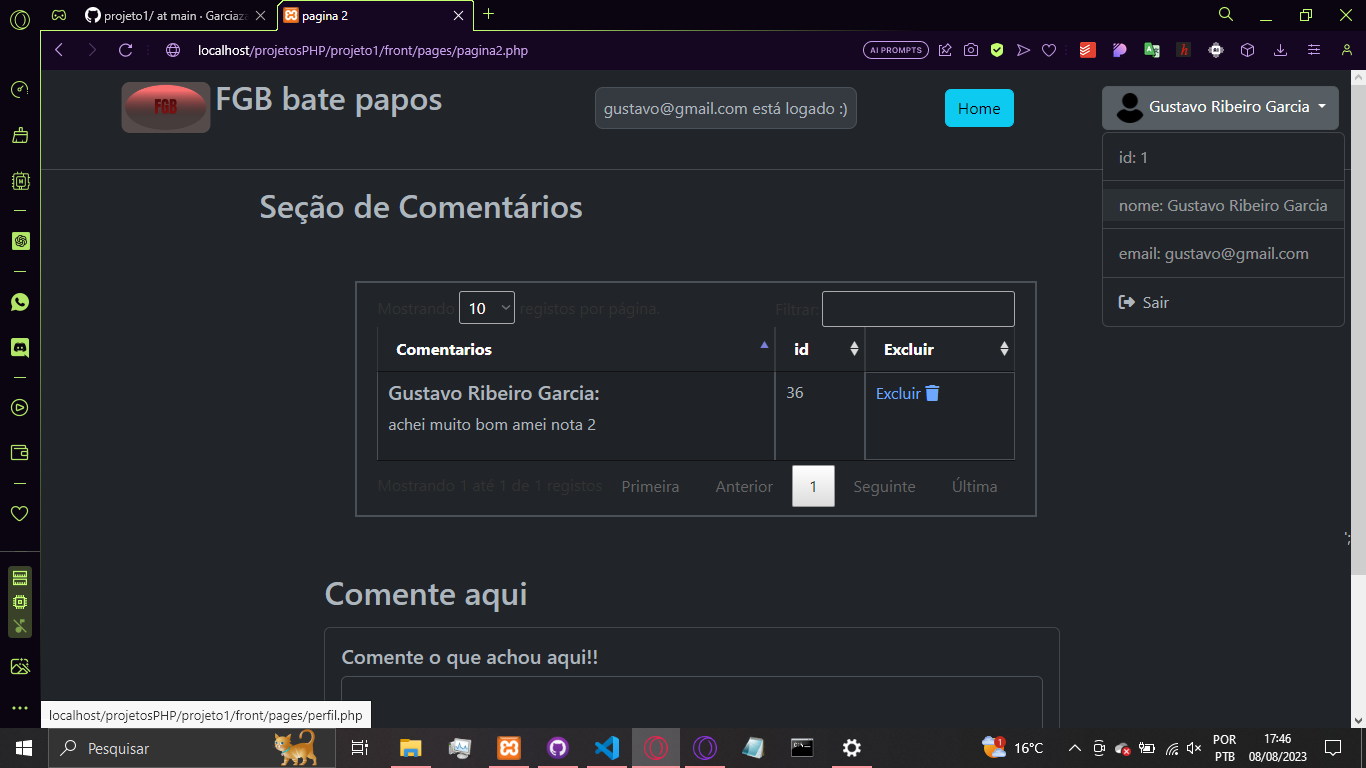 projeto1/ at main · Garciaza
pagina 2
localhost/projetosPHP/projeto1/front/pages/pagina2.php
AI PROMPTS
FGB
FGB bate papos
gustavo@gmail.com está logado :)
Home
Gustavo Ribeiro Garcia
id: 1
nome: Gustavo Ribeiro Garcia
email: gustavo@gmail.com
Sair
Seção de Comentários
Mostrando 10 registos por página.
Filtrar:
Comentarios id Excluir
Gustavo Ribeiro Garcia: 36 Excluir
achei muito bom amei nota 2
Mostrando 1 até 1 de 1 registos Primeira Anterior 1 Seguinte Última
Comente aqui
Comente o que achou aqui!!
localhost/projetosPHP/projeto1/front/pages/perfil.php
Pesquisar
1
16°C
POR
PTB
17:46
08/08/2023